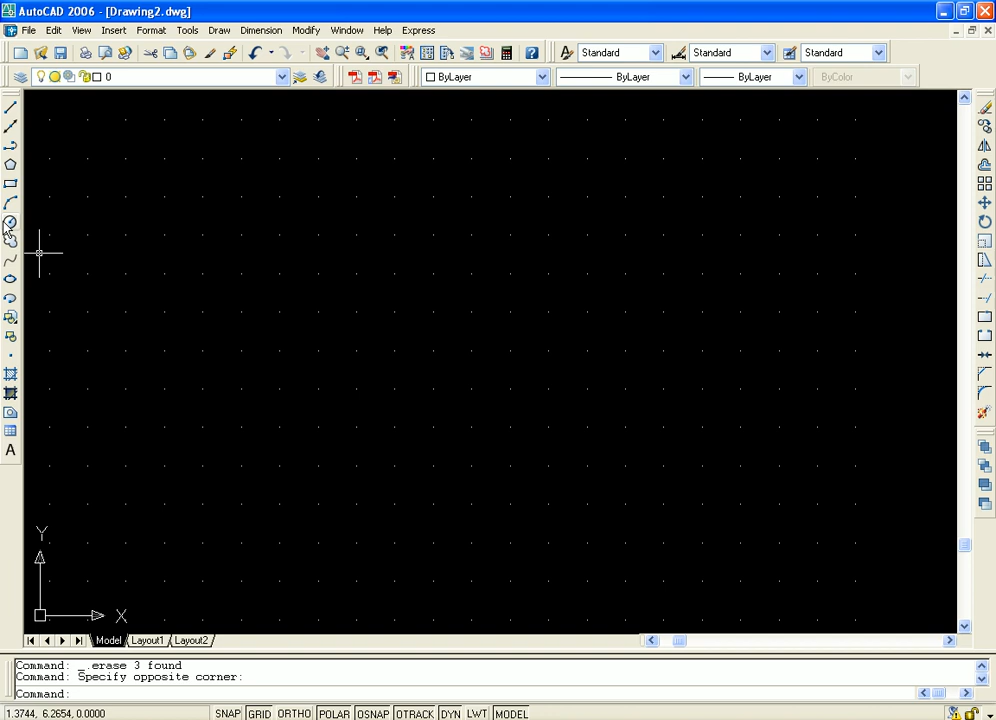 AutoCAD 2006 - [Drawing2.dwg]
File Edit View Insert Format Tools Draw Dimension Modify Window Help Express
Standard Standard Standard
0 ByLayer ByLayer ByLayer ByColor
Y
X
Model Layout1 Layout2
Command: _.erase 3 found
Command: Specify opposite corner:
Command:
1.3744, 6.2654, 0.0000 SNAP GRID ORTHO POLAR OSNAP OTRACK DYN LWT MODEL